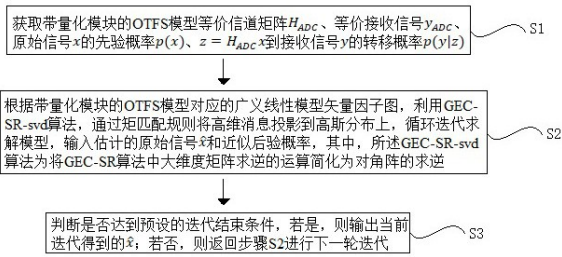 获取带量化模块的OTFS模型等价信道矩阵H_ADC、等价接收信号y_ADC、
原始信号x的先验概率p(x)、z = H_ADC x到接收信号y的转移概率p(y|z)
S1
根据带量化模块的OTFS模型对应的广义线性模型矢量因子图，利用GEC-
SR-svd算法，通过矩匹配规则将高维消息投影到高斯分布上，循环迭代求
解模型，输入估计的原始信号x̂和近似后验概率，其中，所述GEC-SR-svd
算法为将GEC-SR算法中大维度矩阵求逆的运算简化为对角阵的求逆
S2
判断是否达到预设的迭代结束条件，若是，则输出当前
迭代得到的x̂；若否，则返回步骤S2进行下一轮迭代
S3